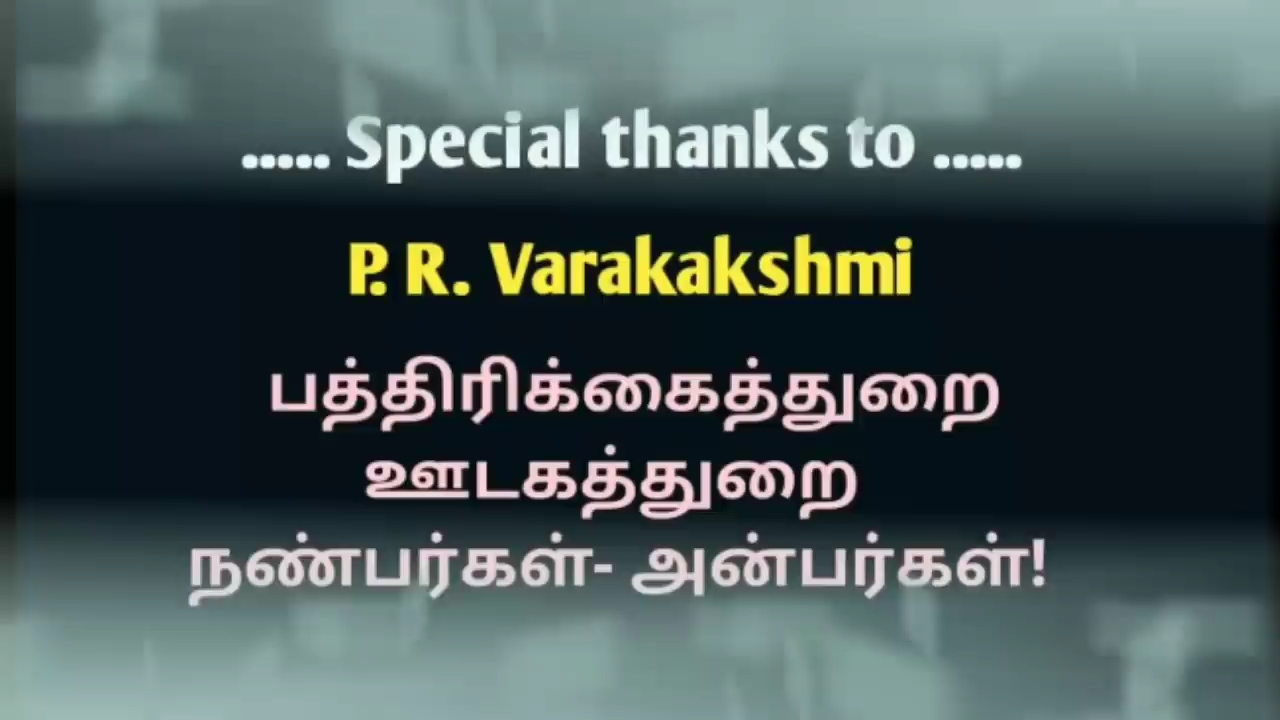 ..... Special thanks to .....
P. R. Varakakshmi
பத்திரிக்கைத்துறை
ஊடகத்துறை
நண்பர்கள்- அன்பர்கள்!